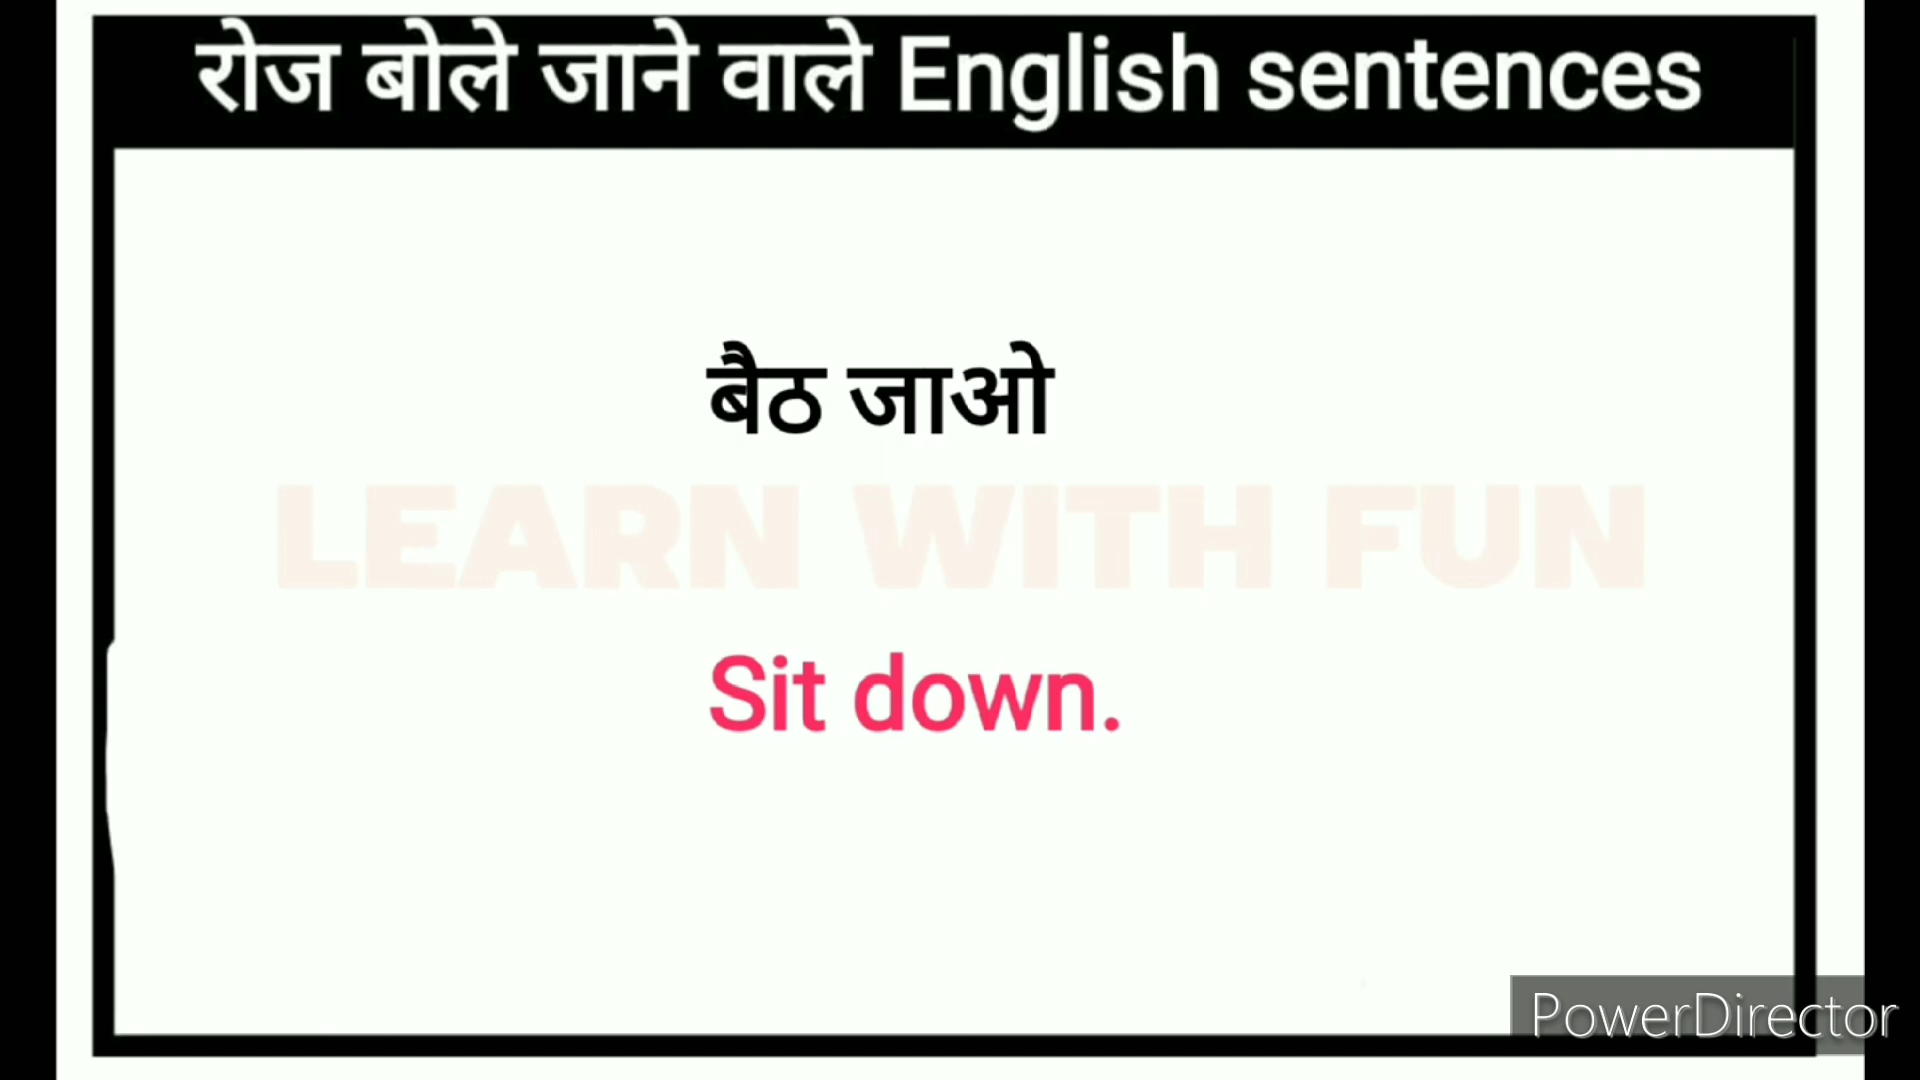 रोज बोले जाने वाले English sentences
बैठ जाओ
LEARN WITH FUN
Sit down.
PowerDirector